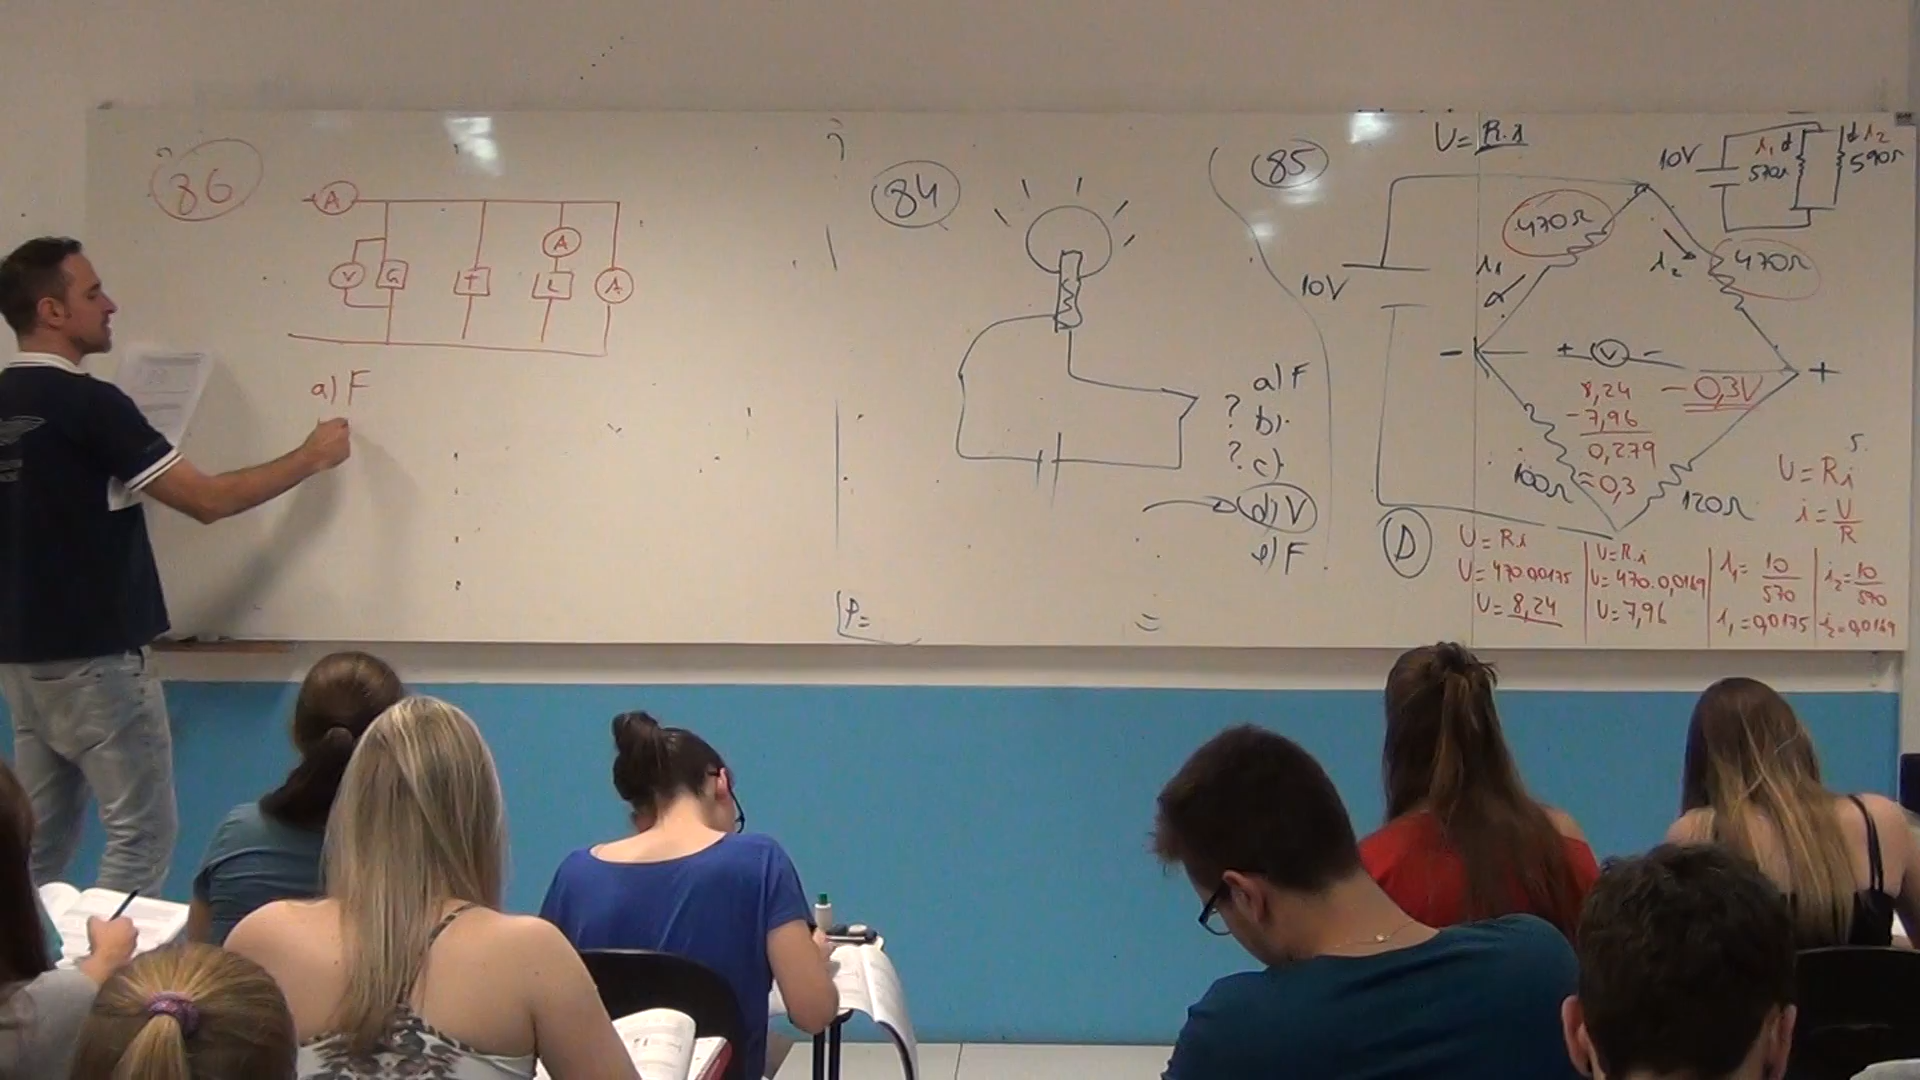 86
A
A
V
G
F
L
A
a) F
84
a) F
? b)
? c)
d) V
e) F
P=
=
85
U= R.i
10V
i1
570Ω
i2
590Ω
470Ω
470Ω
i1
i2
10V
- + V - +
8,24
-7,96
0,279
≈0,3
-0,3V
100Ω
120Ω
U = Ri
i = U
R
D
U = R.i
U= 470.0,0175
U= 8,24
U=R.i
U= 470.0,0169
U= 7,96
i1= 10
570
i1=0,0175
i2= 10
590
i2=0,0169